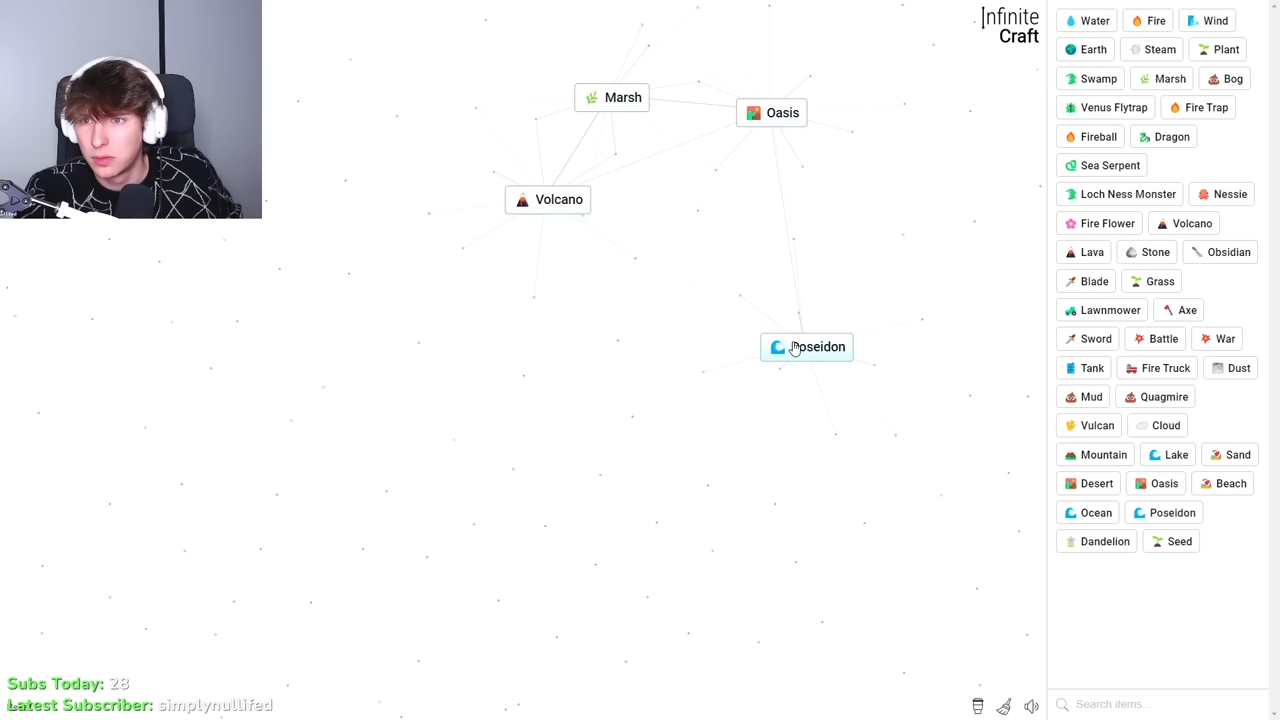 Infinite
Craft
Marsh
Oasis
Volcano
Poseidon
Water Fire Wind
Earth Steam Plant
Swamp Marsh Bog
Venus Flytrap Fire Trap
Fireball Dragon
Sea Serpent
Loch Ness Monster Nessie
Fire Flower Volcano
Lava Stone Obsidian
Blade Grass
Lawnmower Axe
Sword Battle War
Tank Fire Truck Dust
Mud Quagmire
Vulcan Cloud
Mountain Lake Sand
Desert Oasis Beach
Ocean Poseidon
Dandelion Seed
Search items...
Subs Today: 28
Latest Subscriber: simplynullifed